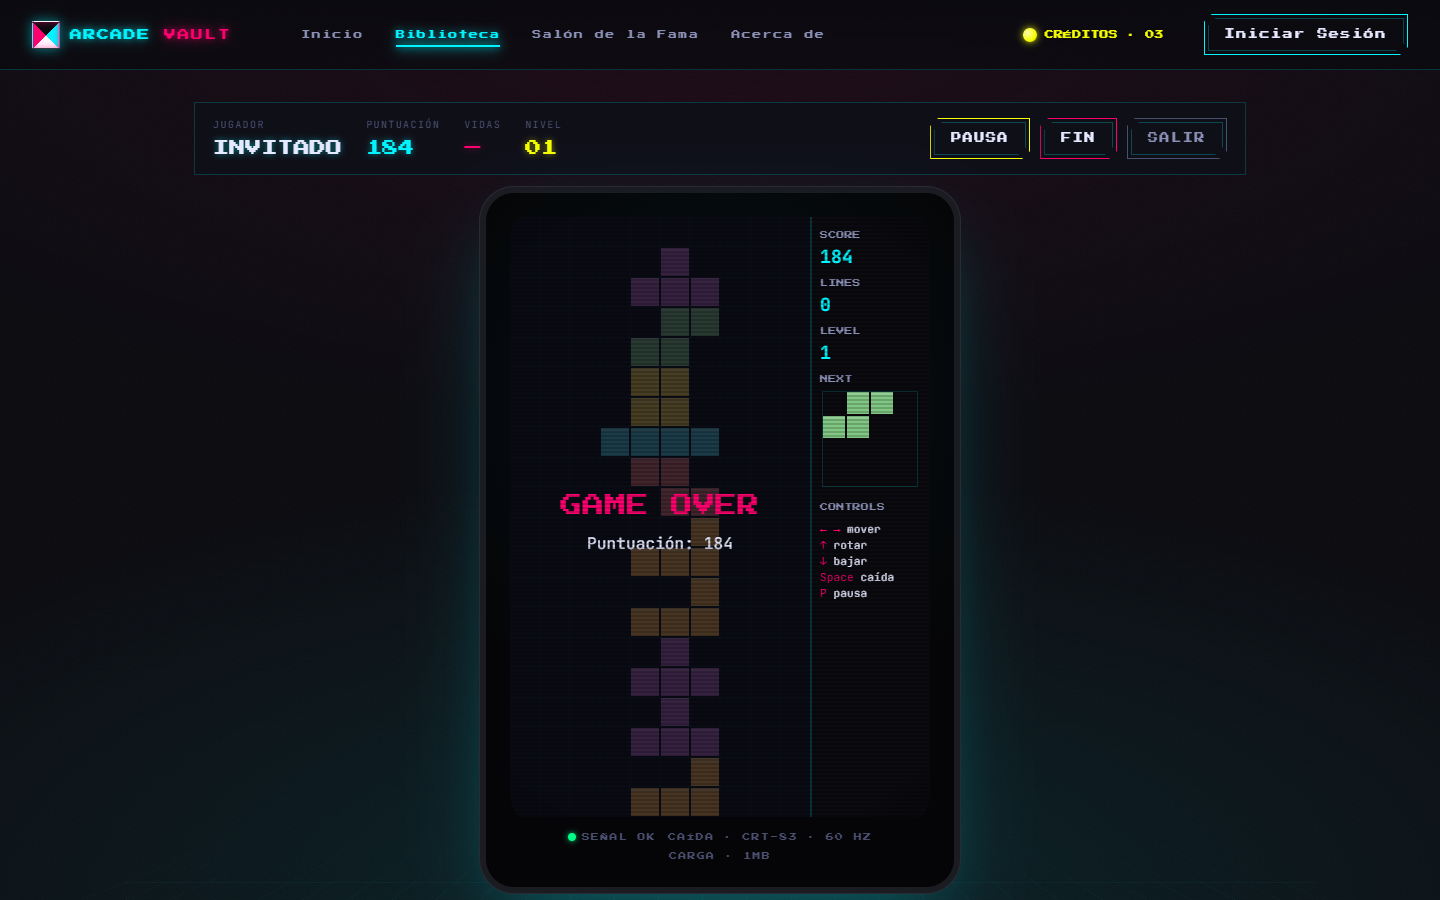 ARCADE VAULT
Inicio
Biblioteca
Salón de la Fama
Acerca de
CRéDITOS · 03
Iniciar Sesión
JUGADOR
INVITADO
PUNTUACIÓN
184
VIDAS
—
NIVEL
01
PAUSA
FIN
SALIR
SCORE
184
LINES
0
LEVEL
1
NEXT
GAME OVER
Puntuación: 184
CONTROLS
← → mover
↑ rotar
↓ bajar
Space caída
P pausa
SEñAL OK CAíDA · CRT-83 · 60 HZ
CARGA · 1MB